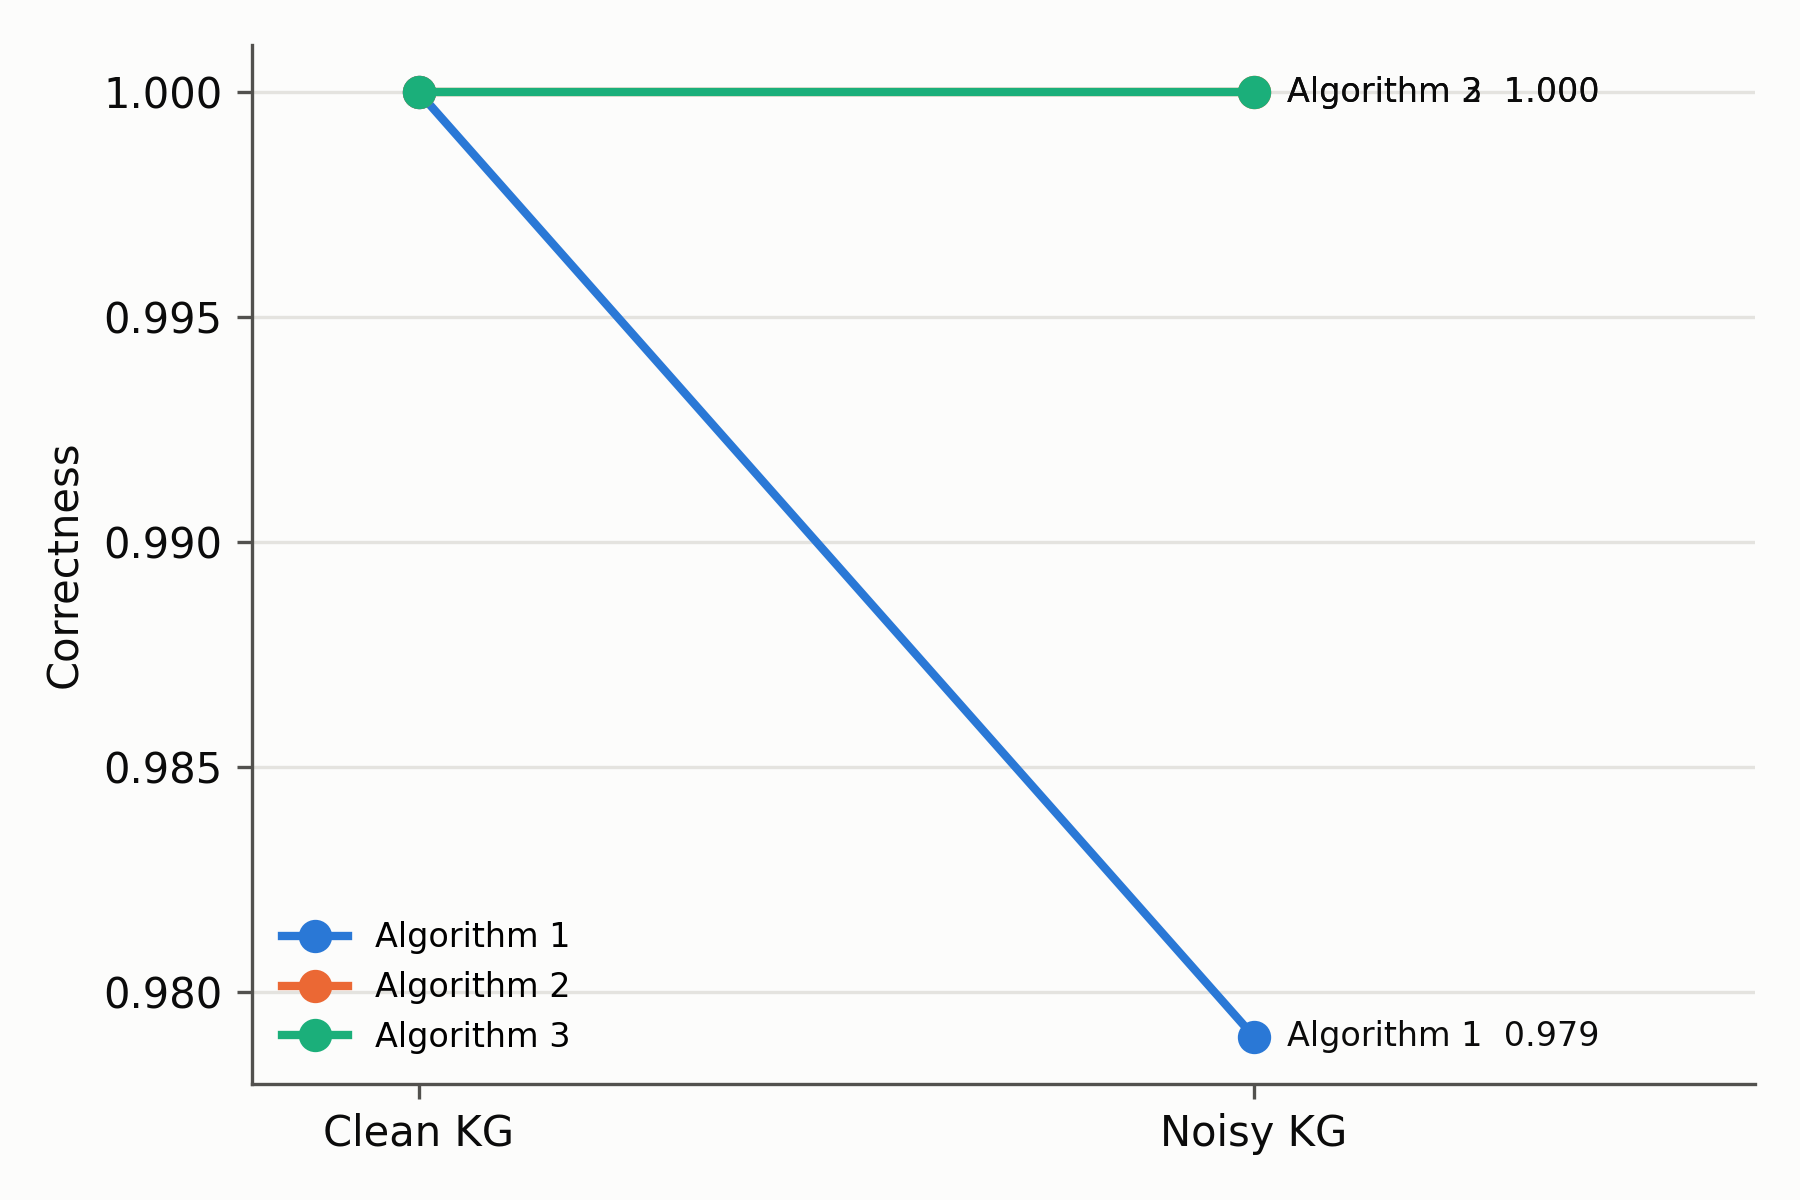 1.000
0.995
0.990
0.985
0.980
Correctness
Algorithm 1.000
Algorithm 1 0.979
Algorithm 1
Algorithm 2
Algorithm 3
Clean KG
Noisy KG